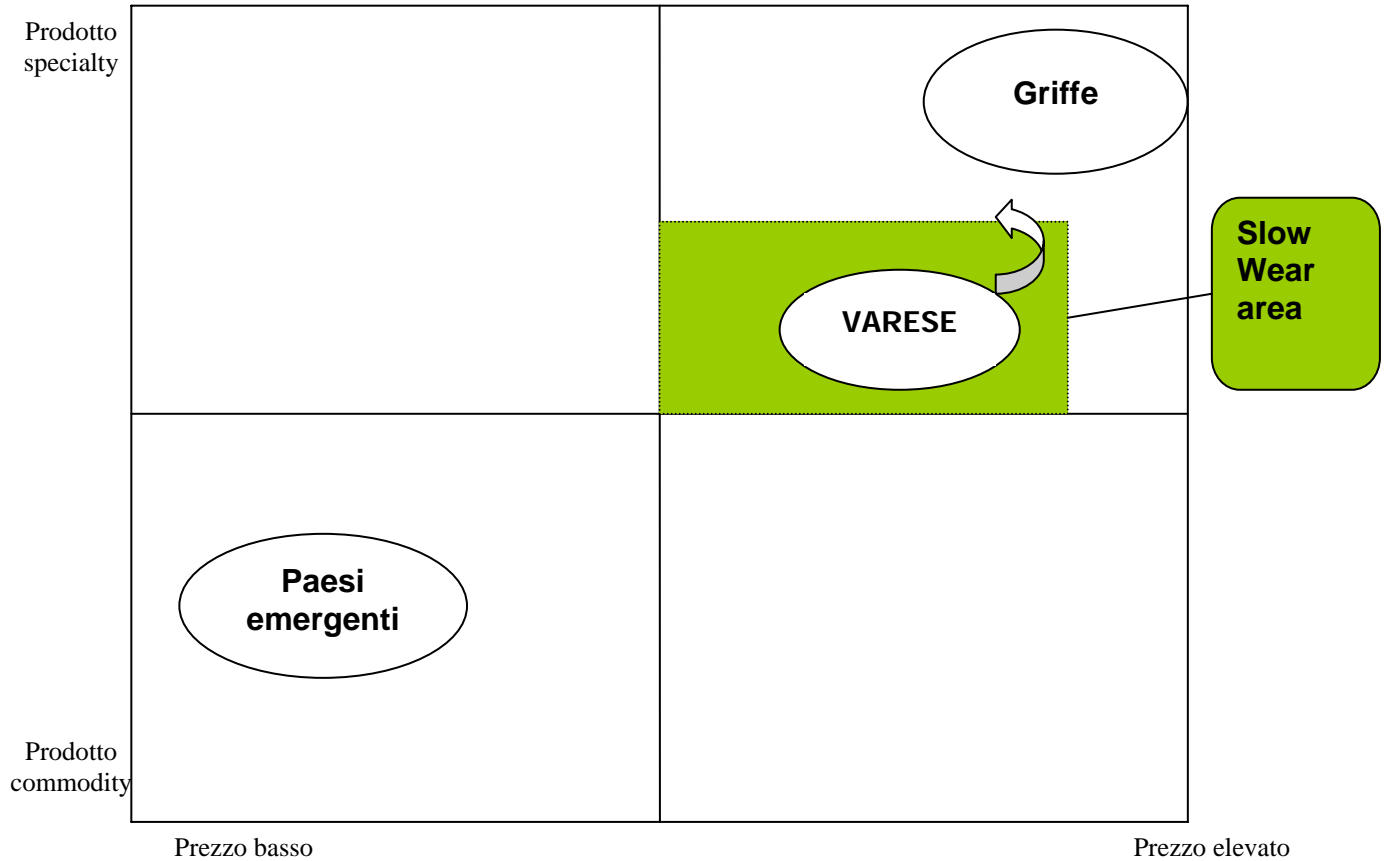 Prodotto
specialty
Griffe
Slow
Wear
area
VARESE
Paesi
emergenti
Prodotto
commodity
Prezzo basso
Prezzo elevato